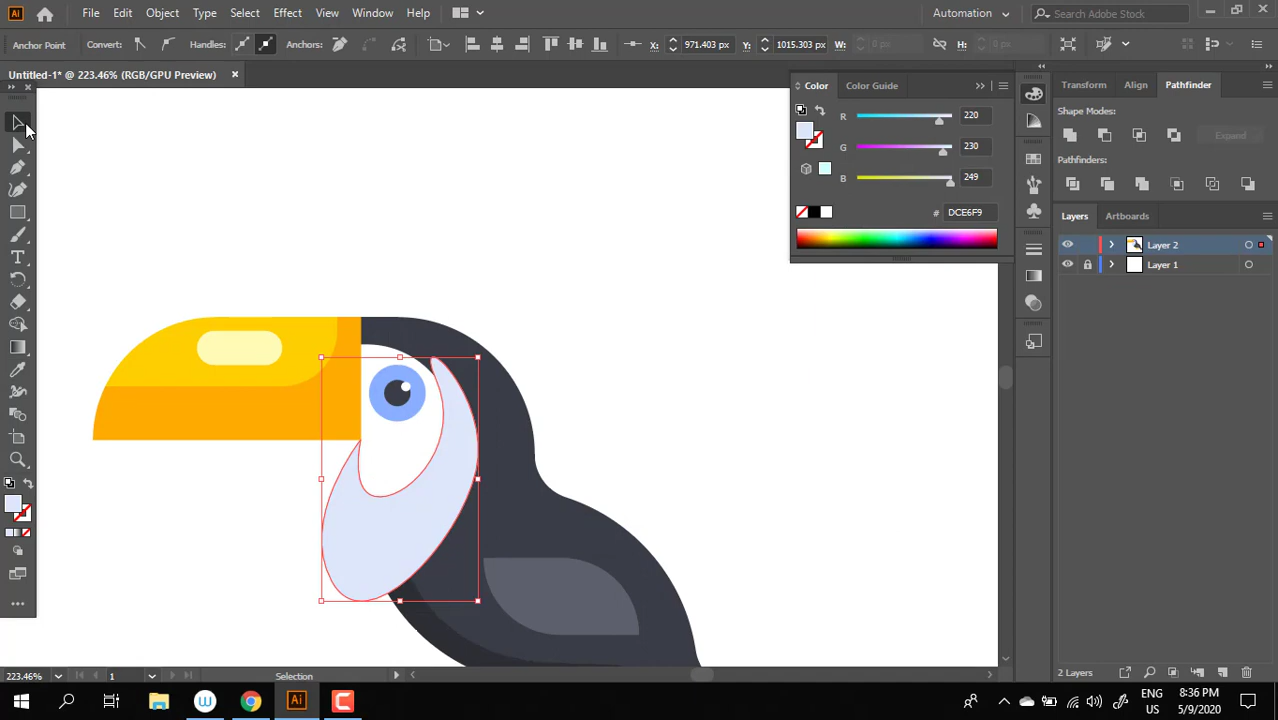 Ai File Edit Object Type Select Effect View Window Help Automation Search Adobe Stock
Anchor Point Convert: Handles: Anchors: X: 971.403 px Y: 1015.303 px W: 0 px H: 0 px
Untitled-1* @ 223.46% (RGB/GPU Preview)
Color Color Guide
R 220
G 230
B 249
# DCE6F9
Transform Align Pathfinder
Shape Modes:
Expand
Pathfinders:
Layers Artboards
Layer 2
Layer 1
T
223.46% 1 Selection
2 Layers
w Ai
ENG
US
8:36 PM
5/9/2020